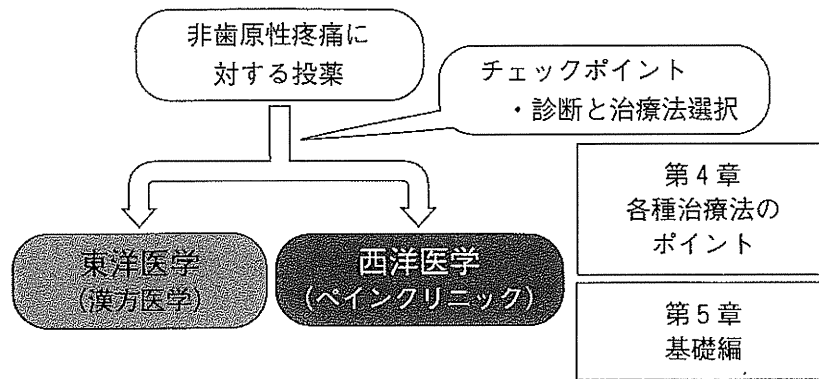 非歯原性疼痛に
対する投薬
チェックポイント
・診断と治療法選択
東洋医学
(漢方医学)
西洋医学
(ペインクリニック)
第4章
各種治療法の
ポイント
第5章
基礎編